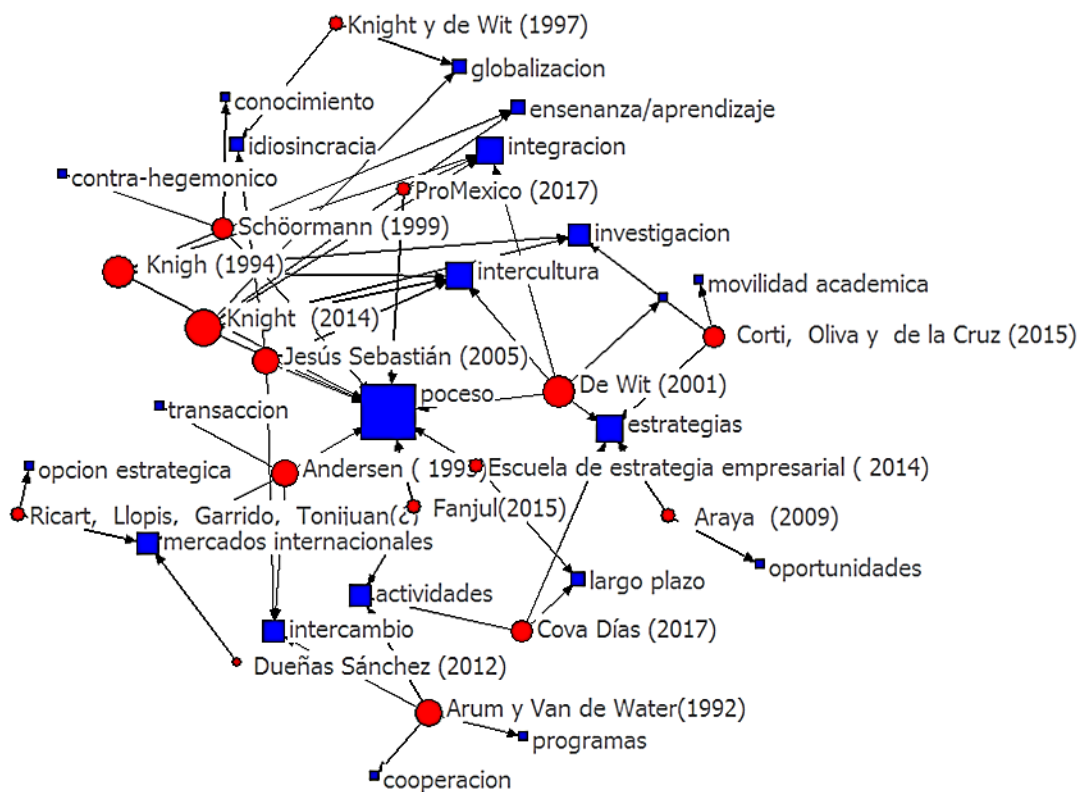 Knight y de Wit (1997)
globalizacion
conocimiento
ensenanza/aprendizaje
idiosincracia
integracion
contra-hegemonico
ProMexico (2017)
Schöormann (1999)
investigacion
Knigh (1994)
intercultura
movilidad academica
Knight (2014)
Corti, Oliva y de la Cruz (2015)
Jesús Sebastián (2005)
De Wit (2001)
poceso
transaccion
estrategias
opcion estrategica
Andersen ( 1993)
Escuela de estrategia empresarial ( 2014)
Ricart, Llopis, Garrido, Tonijuan(¿)
Fanjul(2015)
Araya (2009)
mercados internacionales
oportunidades
largo plazo
actividades
intercambio
Cova Días (2017)
Dueñas Sánchez (2012)
Arum y Van de Water(1992)
programas
cooperacion